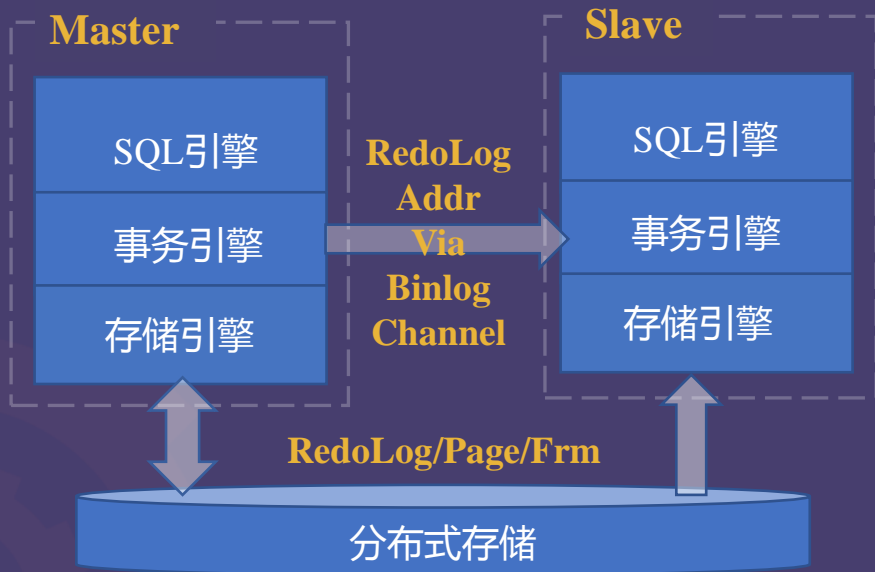 Master
SQL引擎
事务引擎
存储引擎
RedoLog
Addr
Via
Binlog
Channel
Slave
SQL引擎
事务引擎
存储引擎
RedoLog/Page/Frm
分布式存储